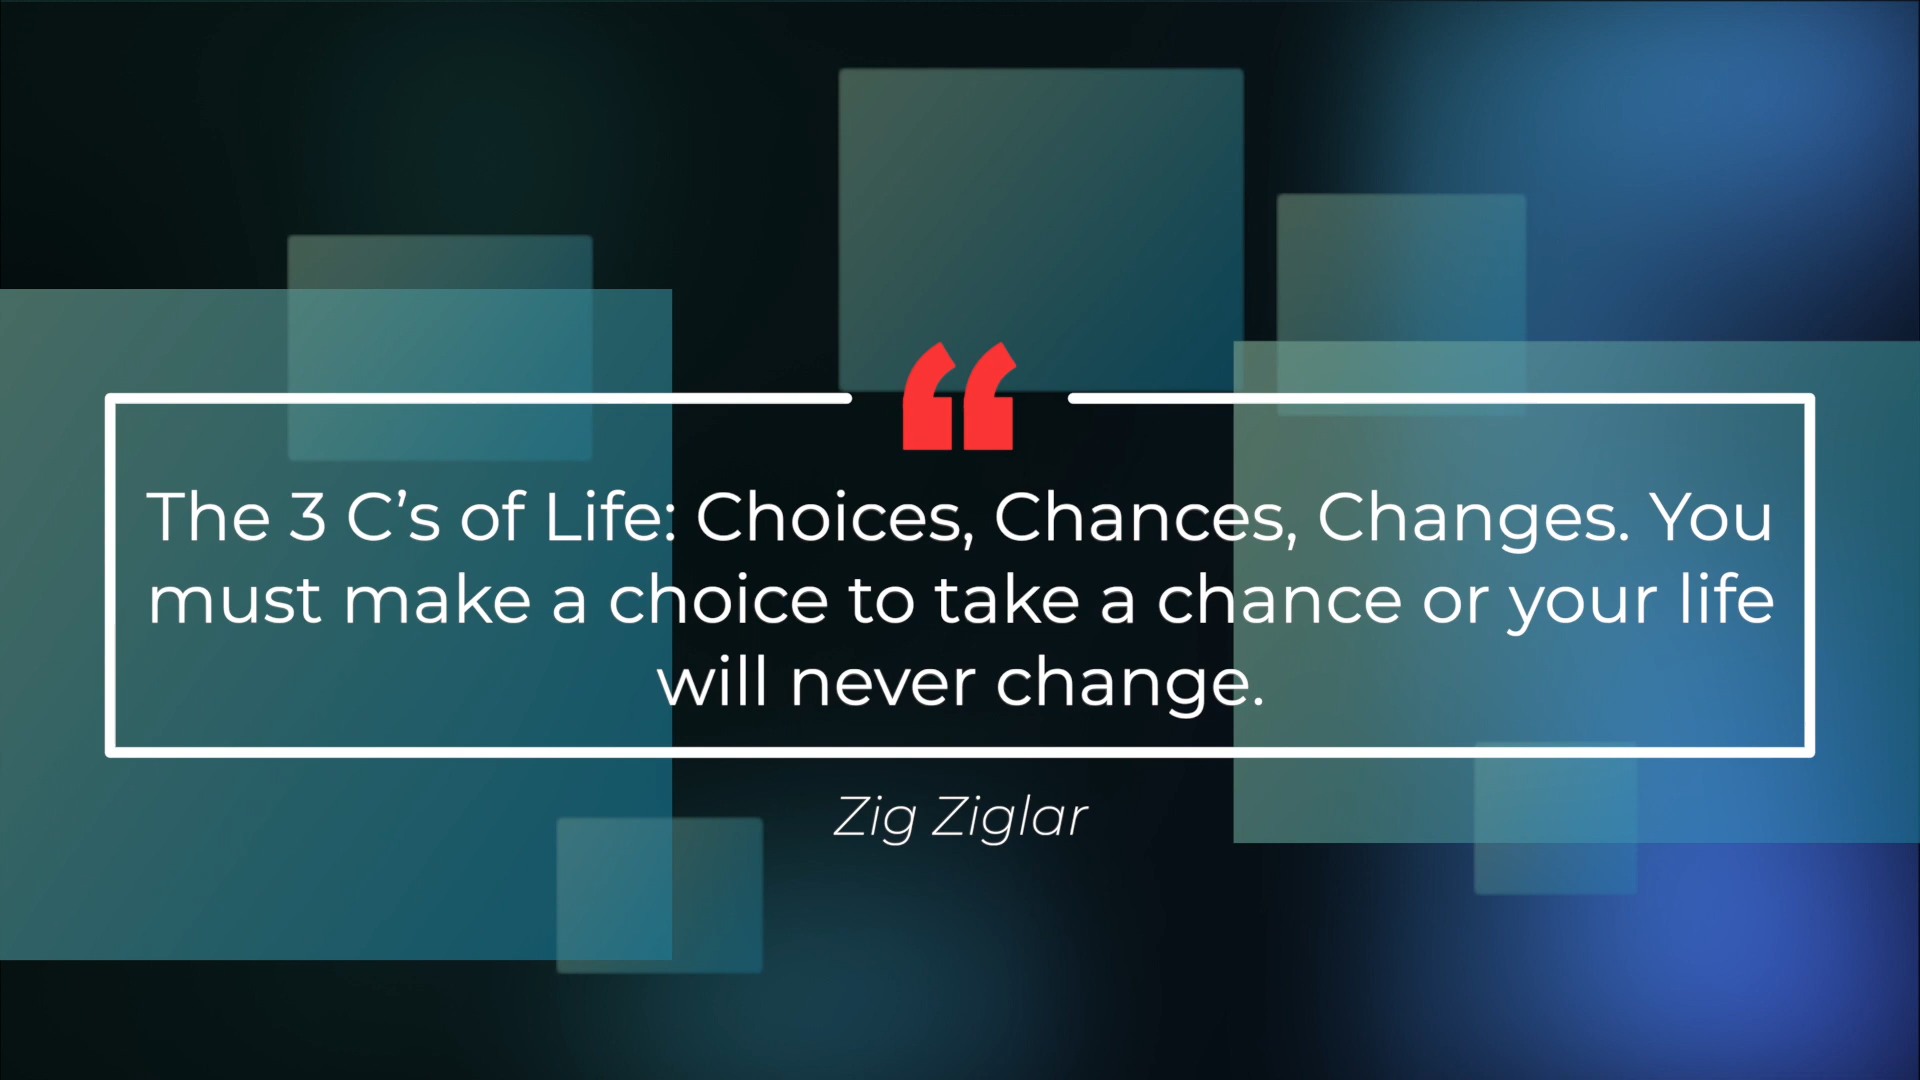 “
The 3 C’s of Life: Choices, Chances, Changes. You
must make a choice to take a chance or your life
will never change.
Zig Ziglar